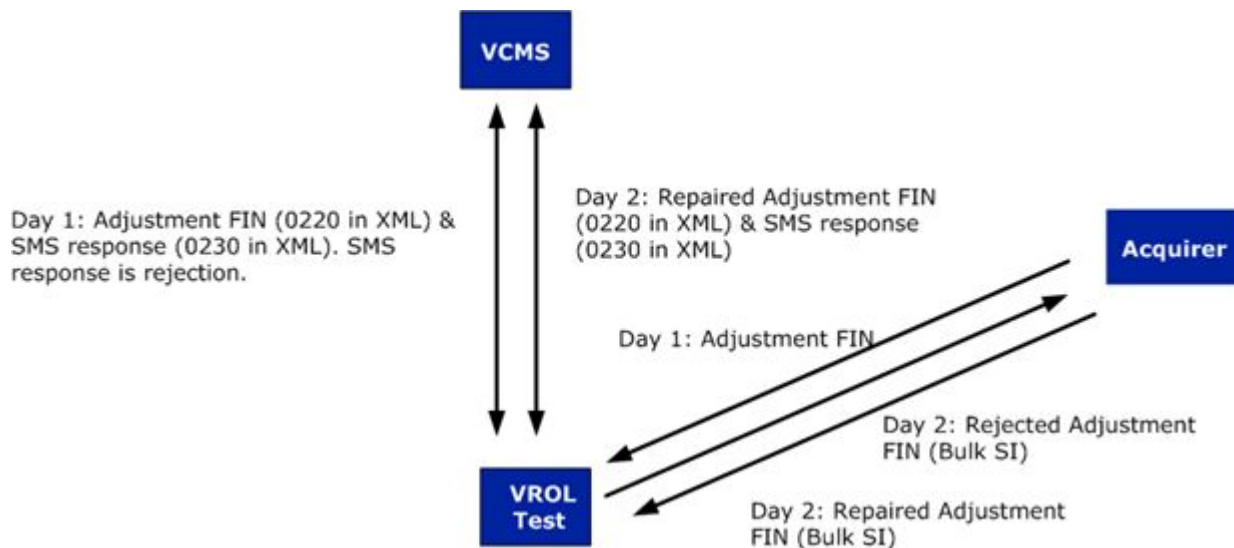 VCMS
Day 1: Adjustment FIN (0220 in XML) &
SMS response (0230 in XML). SMS
response is rejection.
Day 2: Repaired Adjustment FIN
(0220 in XML) & SMS response
(0230 in XML)
Acquirer
Day 1: Adjustment FIN
Day 2: Rejected Adjustment
FIN (Bulk SI)
VROL
Test
Day 2: Repaired Adjustment
FIN (Bulk SI)